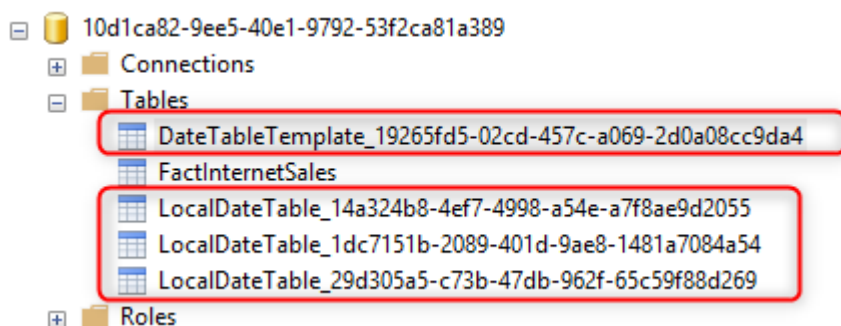 10d1ca82-9ee5-40e1-9792-53f2ca81a389
Connections
Tables
DateTableTemplate_19265fd5-02cd-457c-a069-2d0a08cc9da4
FactInternetSales
LocalDateTable_14a324b8-4ef7-4998-a54e-a7f8ae9d2055
LocalDateTable_1dc7151b-2089-401d-9ae8-1481a7084a54
LocalDateTable_29d305a5-c73b-47db-962f-65c59f88d269
Roles